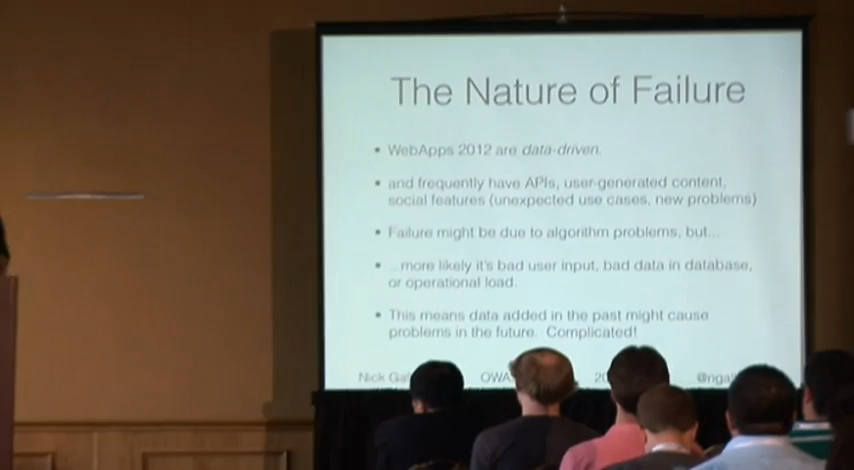 The Nature of Failure
• WebApps 2012 are data-driven.
• and frequently have APIs, user-generated content,
social features (unexpected use cases, new problems)
• Failure might be due to algorithm problems, but...
• ...more likely it's bad user input, bad data in database,
or operational load.
• This means data added in the past might cause
problems in the future. Complicated!
Nick